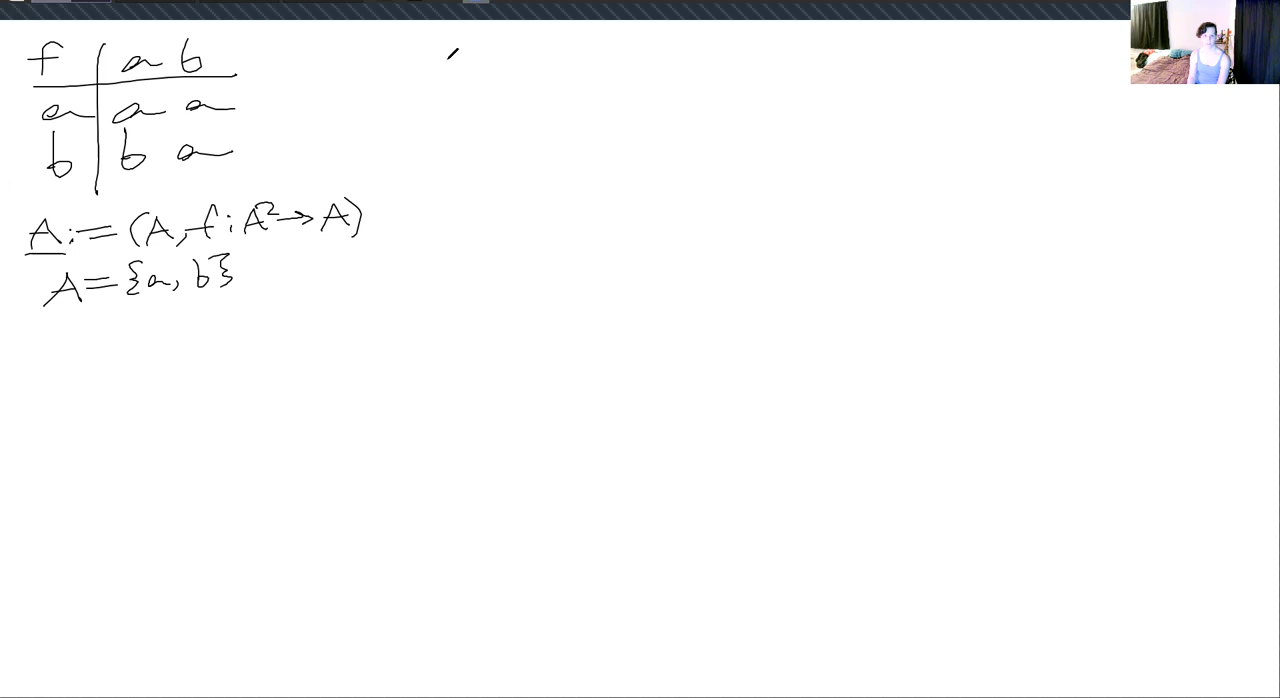 f | a b
a | a a
b | b a
A := (A, f: A² → A)
A = {a, b}